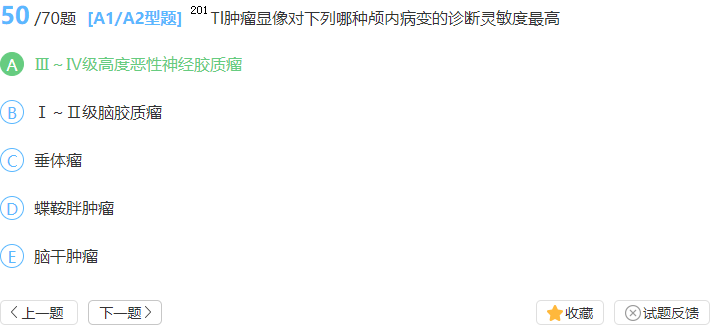 50 /70题 [A1/A2型题] ²⁰¹Tl肿瘤显像对下列哪种颅内病变的诊断灵敏度最高
A Ⅲ～Ⅳ级高度恶性神经胶质瘤
B Ⅰ～Ⅱ级脑胶质瘤
C 垂体瘤
D 蝶鞍胖肿瘤
E 脑干肿瘤
上一题 下一题 收藏 试题反馈